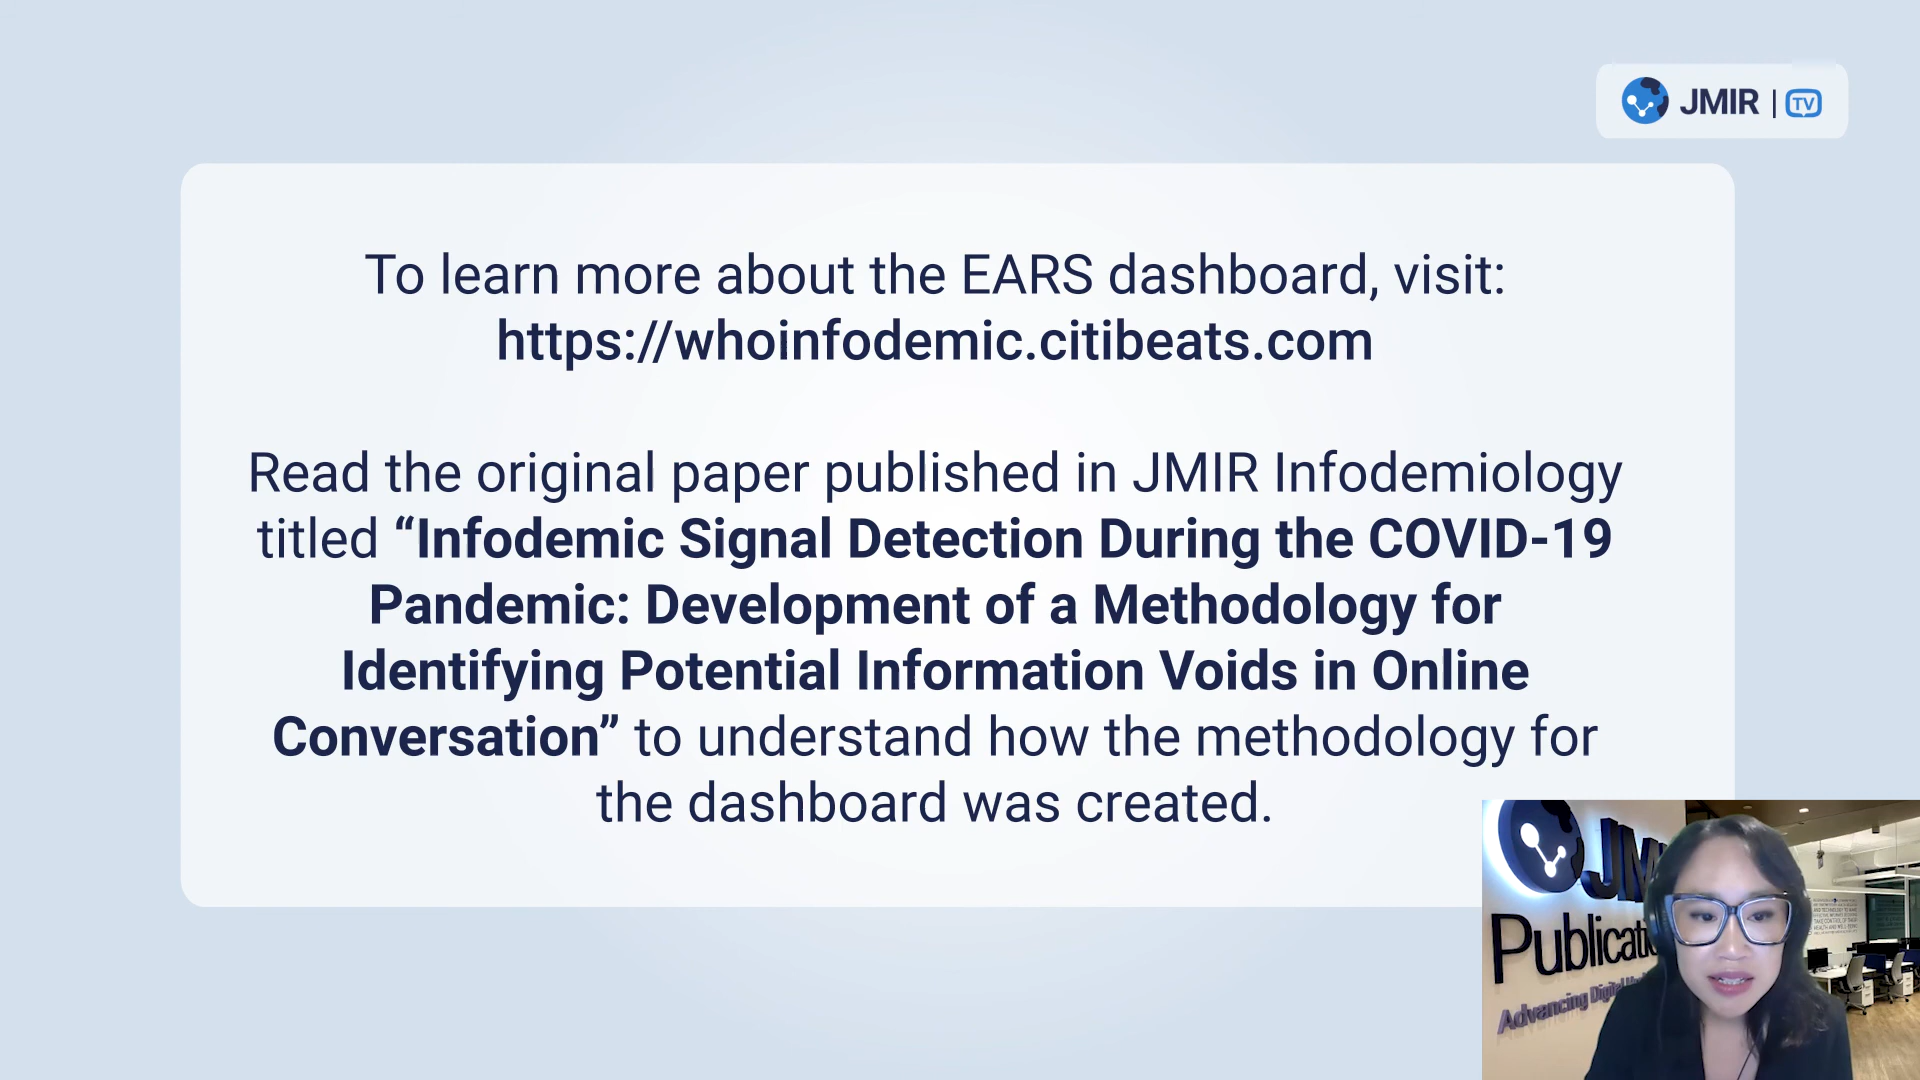 JMIR | TV
To learn more about the EARS dashboard, visit:
https://whoinfodemic.citibeats.com
Read the original paper published in JMIR Infodemiology
titled “Infodemic Signal Detection During the COVID-19
Pandemic: Development of a Methodology for
Identifying Potential Information Voids in Online
Conversation” to understand how the methodology for
the dashboard was created.
JM
Publicati
Advancing Digital